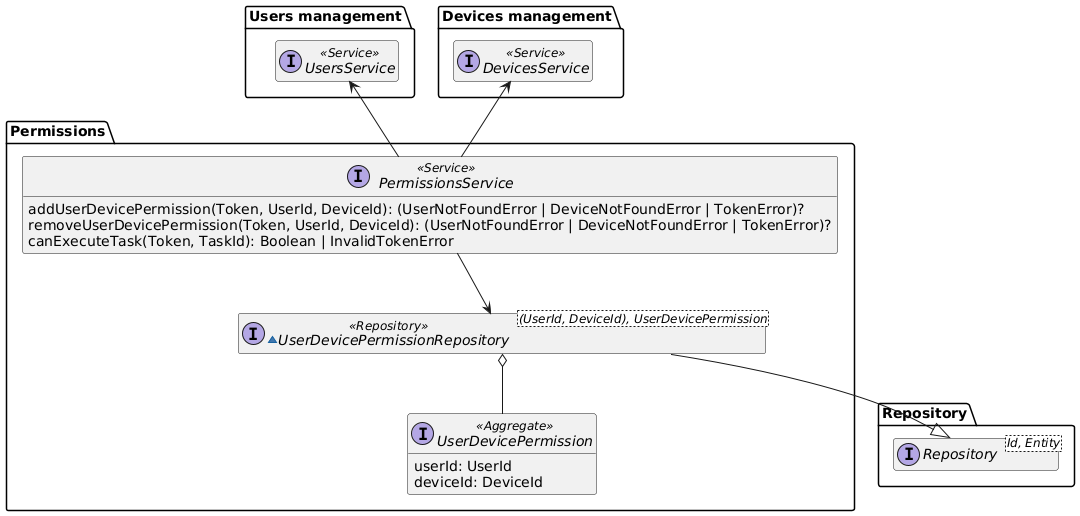 Users management
Devices management
I
«Service»
UsersService
I
«Service»
DevicesService
Permissions
I
«Service»
PermissionsService
addUserDevicePermission(Token, UserId, DeviceId): (UserNotFoundError | DeviceNotFoundError | TokenError)?
removeUserDevicePermission(Token, UserId, DeviceId): (UserNotFoundError | DeviceNotFoundError | TokenError)?
canExecuteTask(Token, TaskId): Boolean | InvalidTokenError
I
«Repository»
UserDevicePermissionRepository
(UserId, DeviceId), UserDevicePermission
I
«Aggregate»
UserDevicePermission
userId: UserId
deviceId: DeviceId
Repository
I
Repository
Id, Entity